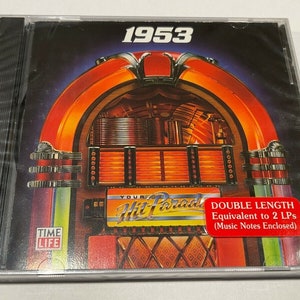 1953
YOUR
Hit Parade
DOUBLE LENGTH
Equivalent to 2 LPs
(Music Notes Enclosed)
TIME
LIFE